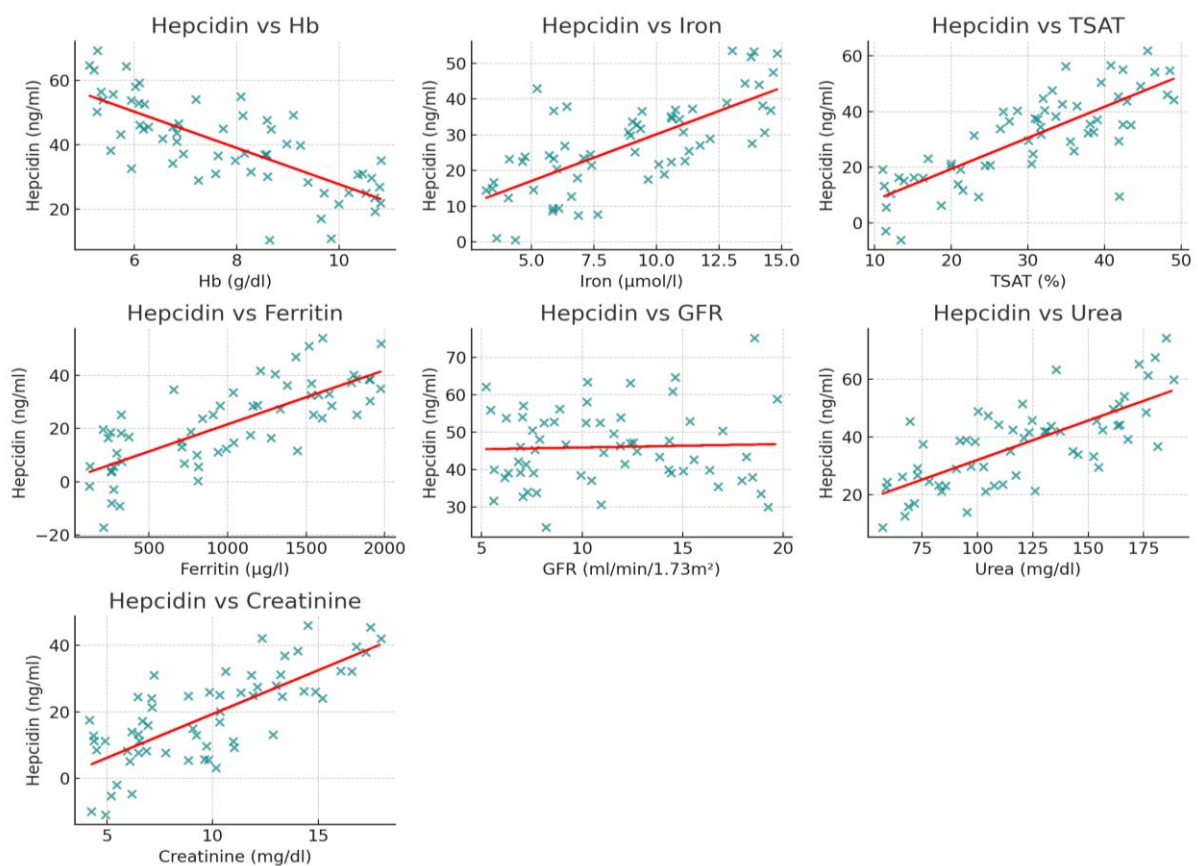 Hepcidin vs Hb
Hepcidin (ng/ml)
60
40
20
6
8
10
Hb (g/dl)
Hepcidin vs Iron
Hepcidin (ng/ml)
50
40
30
20
10
0
5.0
7.5
10.0
12.5
15.0
Iron (μmol/l)
Hepcidin vs TSAT
Hepcidin (ng/ml)
60
40
20
0
10
20
30
40
50
TSAT (%)
Hepcidin vs Ferritin
Hepcidin (ng/ml)
40
20
0
−20
500
1000
1500
2000
Ferritin (μg/l)
Hepcidin vs GFR
Hepcidin (ng/ml)
70
60
50
40
30
5
10
15
20
GFR (ml/min/1.73m²)
Hepcidin vs Urea
Hepcidin (ng/ml)
60
40
20
75
100
125
150
175
Urea (mg/dl)
Hepcidin vs Creatinine
Hepcidin (ng/ml)
40
20
0
5
10
15
Creatinine (mg/dl)